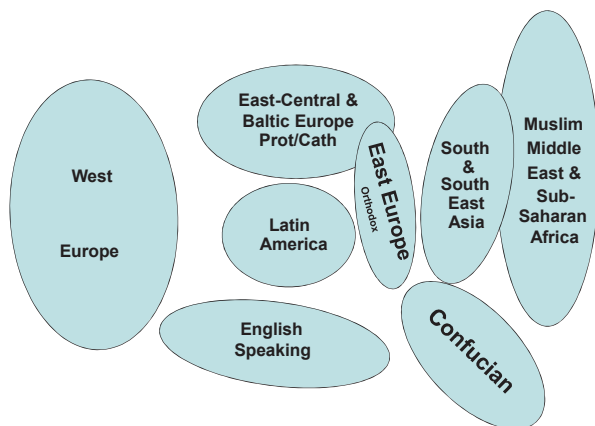 West
Europe
East-Central &
Baltic Europe
Prot/Cath
Latin
America
English
Speaking
East Europe
Orthodox
South
&
South
East
Asia
Muslim
Middle
East &
Sub-
Saharan
Africa
Confucian